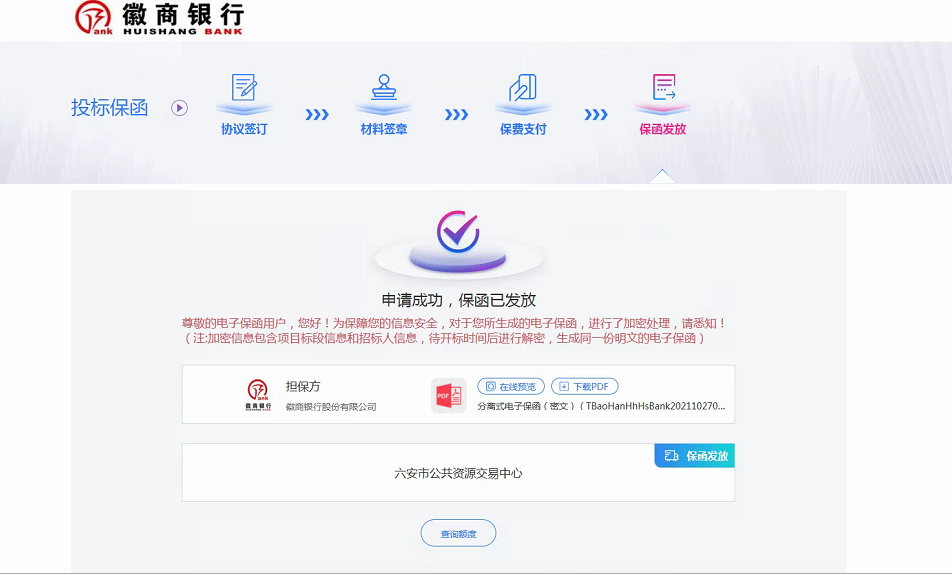 徽商银行
HUISHANG BANK
投标保函
协议签订
材料签章
保费支付
保函发放
申请成功，保函已发放
尊敬的电子保函用户，您好！为保障您的信息安全，对于您所生成的电子保函，进行了加密处理，请悉知！
（注:加密信息包含项目标段信息和招标人信息，待开标时间后进行解密，生成同一份明文的电子保函）
担保方
徽商银行股份有限公司
PDF
在线预览
下载PDF
分离式电子保函（密文）（TBaoHanHhHsBank202110270...
保函发放
六安市公共资源交易中心
查询额度